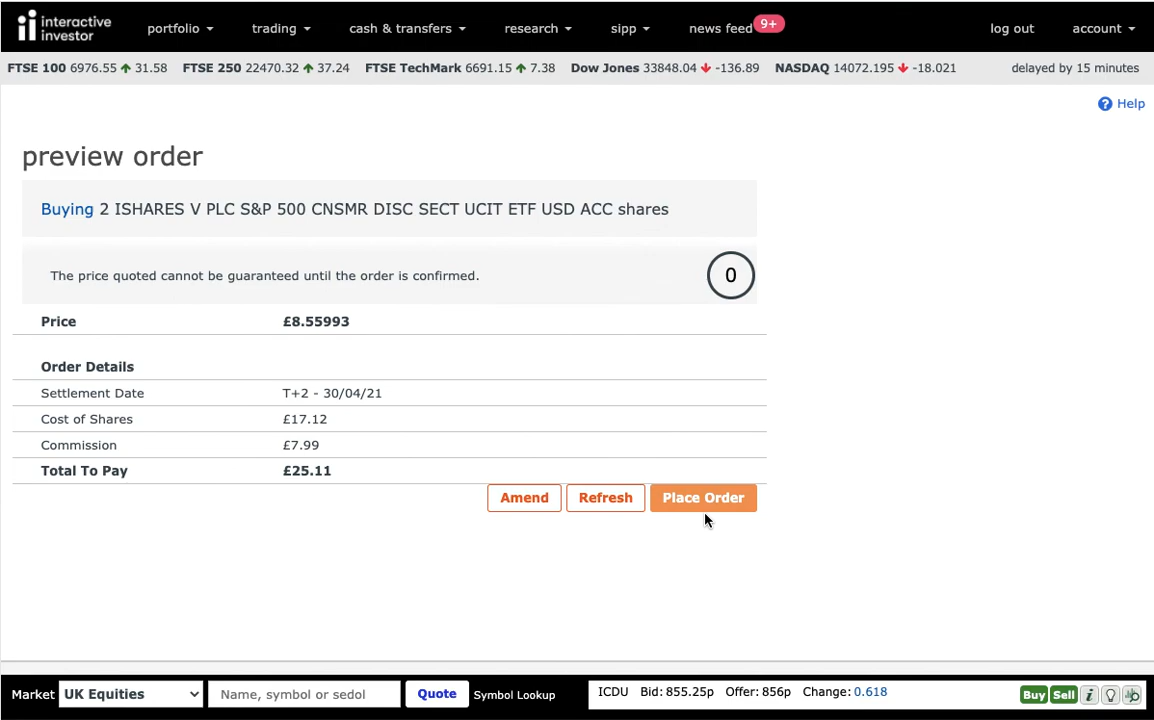 interactive investor
portfolio trading cash & transfers research sipp news feed 9+ log out account
FTSE 100 6976.55 31.58 FTSE 250 22470.32 37.24 FTSE TechMark 6691.15 7.38 Dow Jones 33848.04 -136.89 NASDAQ 14072.195 -18.021 delayed by 15 minutes
? Help
preview order
Buying 2 ISHARES V PLC S&P 500 CNSMR DISC SECT UCIT ETF USD ACC shares
The price quoted cannot be guaranteed until the order is confirmed. 0
Price £8.55993
Order Details
Settlement Date T+2 - 30/04/21
Cost of Shares £17.12
Commission £7.99
Total To Pay £25.11
Amend Refresh Place Order
Market UK Equities Name, symbol or sedol Quote Symbol Lookup ICDU Bid: 855.25p Offer: 856p Change: 0.618 Buy Sell i